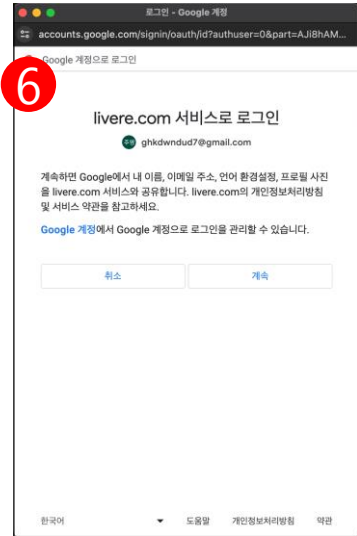 로그인 - Google 계정
accounts.google.com/signin/oauth/id?authuser=0&part=AJi8hAM...
Google 계정으로 로그인
6
livere.com 서비스로 로그인
ghkdwndud7@gmail.com
계속하면 Google에서 내 이름, 이메일 주소, 언어 환경설정, 프로필 사진
을 livere.com 서비스와 공유합니다. livere.com의 개인정보처리방침
및 서비스 약관을 참고하세요.
Google 계정에서 Google 계정으로 로그인을 관리할 수 있습니다.
취소 계속
한국어 도움말 개인정보처리방침 약관